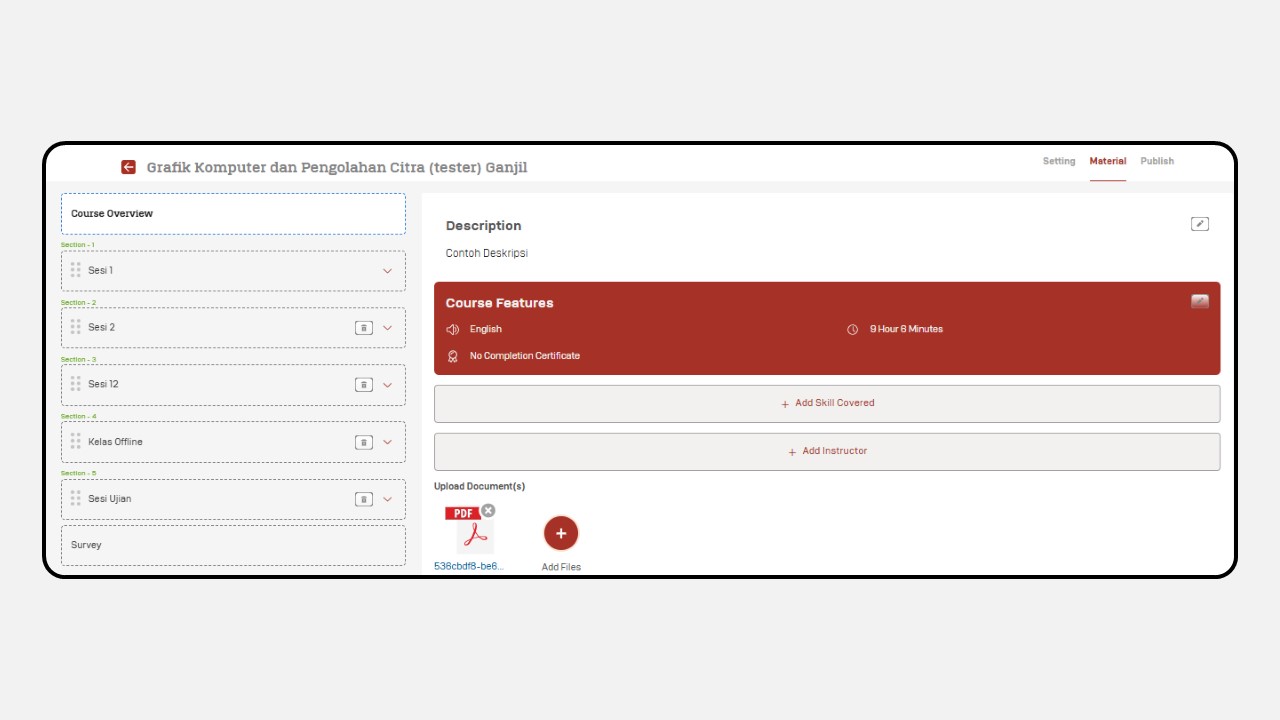 Grafik Komputer dan Pengolahan Citra (tester) Ganjil
Setting
Material
Publish
Course Overview
Section - 1
Sesi 1
Section - 2
Sesi 2
Section - 3
Sesi 12
Section - 4
Kelas Offline
Section - 5
Sesi Ujian
Survey
Description
Contoh Deskripsi
Course Features
English
9 Hour 8 Minutes
No Completion Certificate
+ Add Skill Covered
+ Add Instructor
Upload Document(s)
PDF
536cbdf8-be6...
Add Files